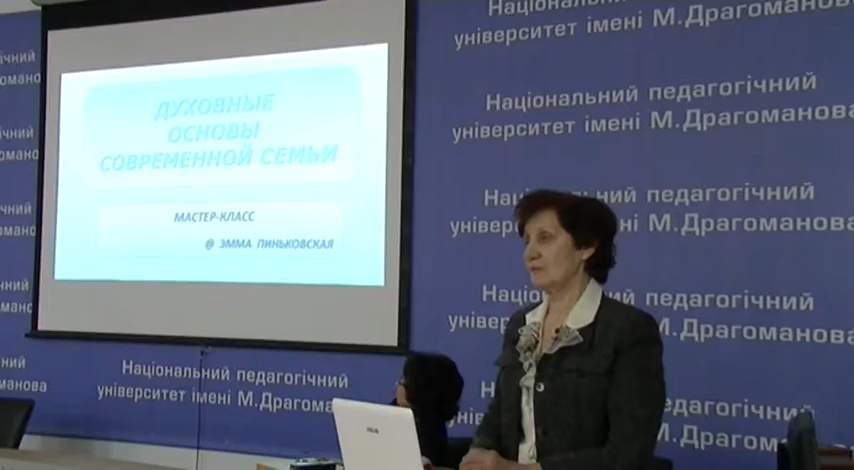 ДУХОВНЫЕ
ОСНОВЫ
СОВРЕМЕННОЙ СЕМЬИ
МАСТЕР-КЛАСС
@ ЭММА ПИНЬКОВСКАЯ
Національний педагогічний
університет імені М.Драгоманова
Національний педагогічний
університет імені М.Драгоманова
Національний педагогічний
університет імені М.Драгоманова
Національний педагогічний
університет імені М.Драгоманова
Національний педагогічний
університет імені М.Драгоманова